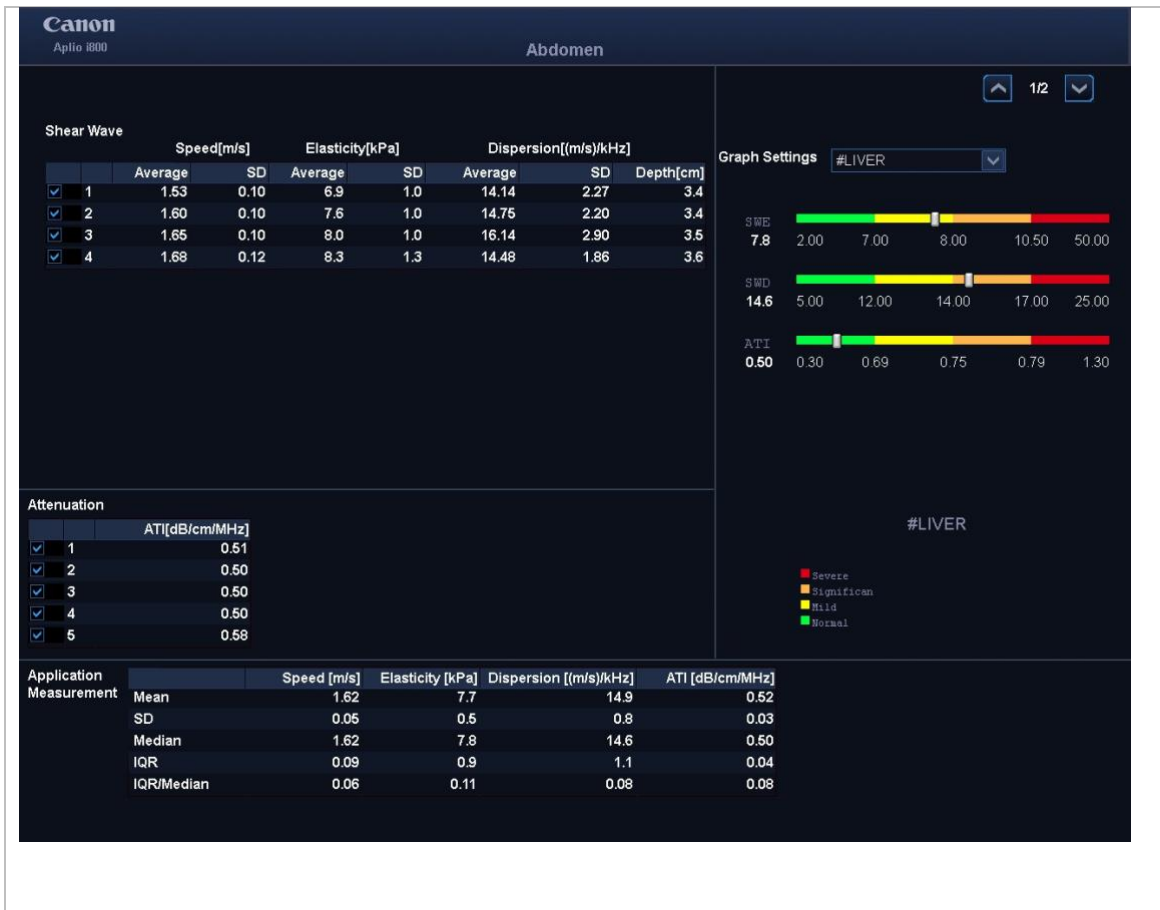 Canon
Aplio i800
Abdomen
1/2
Shear Wave
Speed[m/s] Elasticity[kPa] Dispersion[(m/s)/kHz]
Average SD Average SD Average SD Depth[cm]
1 1.53 0.10 6.9 1.0 14.14 2.27 3.4
2 1.60 0.10 7.6 1.0 14.75 2.20 3.4
3 1.65 0.10 8.0 1.0 16.14 2.90 3.5
4 1.68 0.12 8.3 1.3 14.48 1.86 3.6
Graph Settings #LIVER
SWE
7.8 2.00 7.00 8.00 10.50 50.00
SWD
14.6 5.00 12.00 14.00 17.00 25.00
ATI
0.50 0.30 0.69 0.75 0.79 1.30
Attenuation
ATI[dB/cm/MHz]
1 0.51
2 0.50
3 0.50
4 0.50
5 0.58
#LIVER
Severe
Significan
Mild
Normal
Application
Measurement
Speed [m/s] Elasticity [kPa] Dispersion [(m/s)/kHz] ATI [dB/cm/MHz]
Mean 1.62 7.7 14.9 0.52
SD 0.05 0.5 0.8 0.03
Median 1.62 7.8 14.6 0.50
IQR 0.09 0.9 1.1 0.04
IQR/Median 0.06 0.11 0.08 0.08